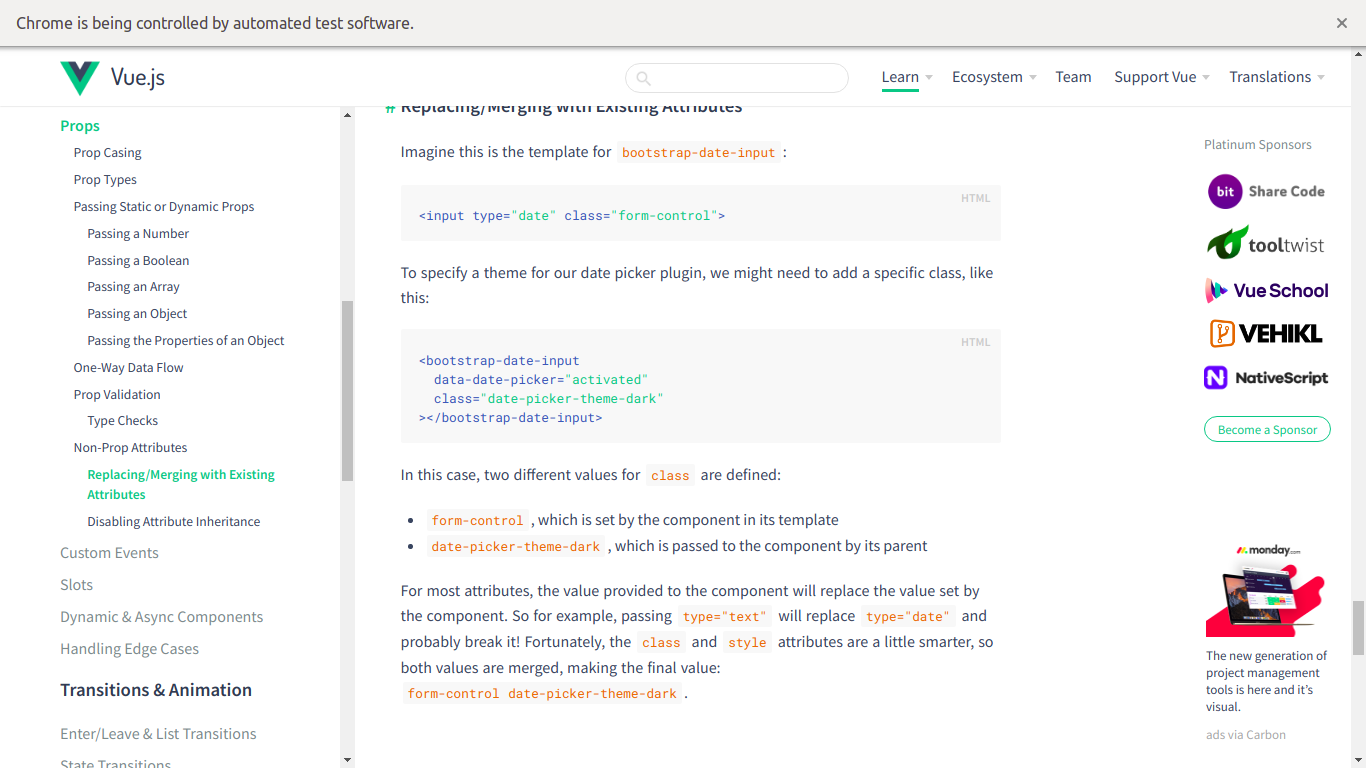 Chrome is being controlled by automated test software.
Vue.js
Learn
Ecosystem
Team
Support Vue
Translations
Props
Prop Casing
Prop Types
Passing Static or Dynamic Props
Passing a Number
Passing a Boolean
Passing an Array
Passing an Object
Passing the Properties of an Object
One-Way Data Flow
Prop Validation
Type Checks
Non-Prop Attributes
Replacing/Merging with Existing
Attributes
Disabling Attribute Inheritance
Custom Events
Slots
Dynamic & Async Components
Handling Edge Cases
Transitions & Animation
Enter/Leave & List Transitions
State Transitions
# Replacing/Merging with Existing Attributes
Imagine this is the template for bootstrap-date-input :
HTML
<input type="date" class="form-control">
To specify a theme for our date picker plugin, we might need to add a specific class, like
this:
HTML
<bootstrap-date-input
data-date-picker="activated"
class="date-picker-theme-dark"
></bootstrap-date-input>
In this case, two different values for class are defined:
• form-control , which is set by the component in its template
• date-picker-theme-dark , which is passed to the component by its parent
For most attributes, the value provided to the component will replace the value set by
the component. So for example, passing type="text" will replace type="date" and
probably break it! Fortunately, the class and style attributes are a little smarter, so
both values are merged, making the final value:
form-control date-picker-theme-dark .
Platinum Sponsors
bit Share Code
tooltwist
Vue School
VEHIKL
NativeScript
Become a Sponsor
monday.com
The new generation of
project management
tools is here and it's
visual.
ads via Carbon